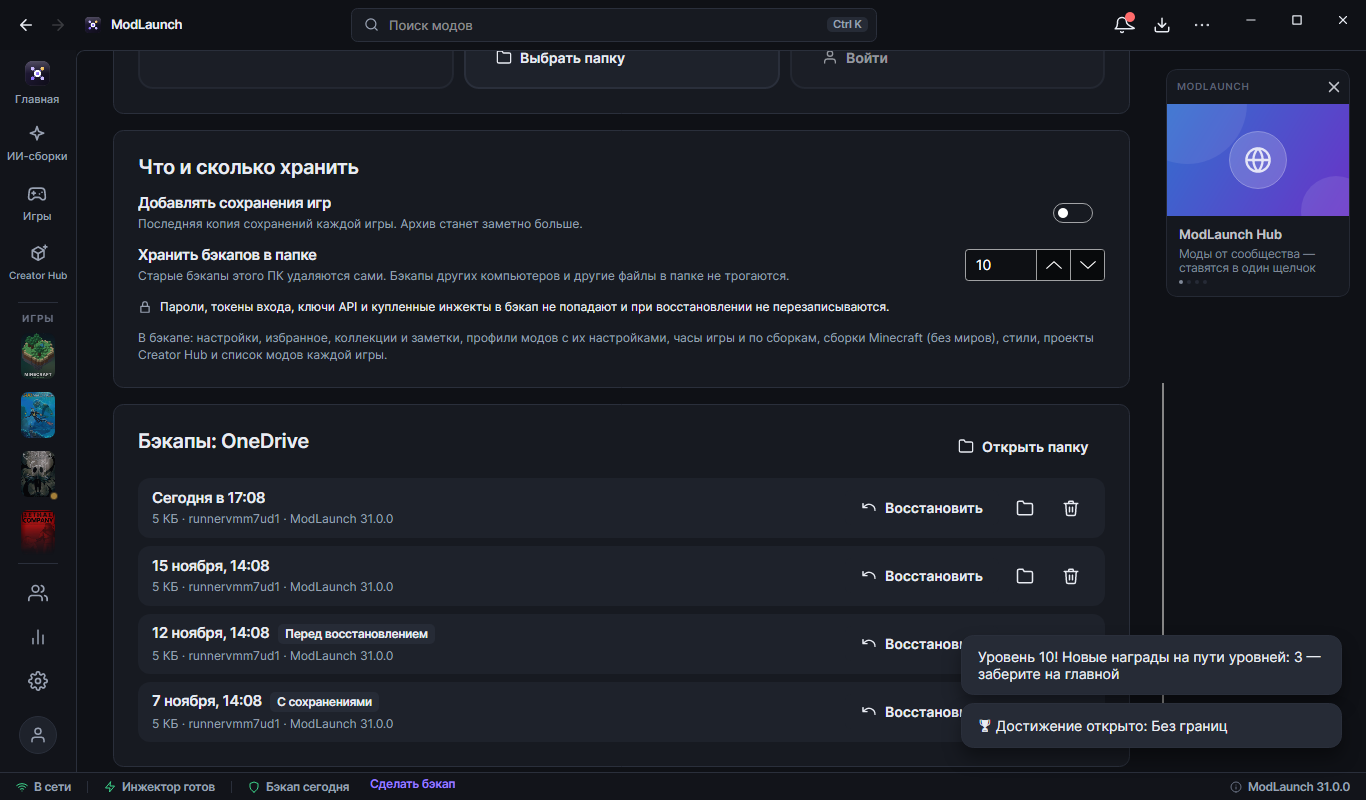 ModLaunch
Поиск модов
Ctrl K
Главная
ИИ-сборки
Игры
Creator Hub
ИГРЫ
MINECRAFT
LETHAL
COMPANY
Выбрать папку
Войти
Что и сколько хранить
Добавлять сохранения игр
Последняя копия сохранений каждой игры. Архив станет заметно больше.
Хранить бэкапов в папке
Старые бэкапы этого ПК удаляются сами. Бэкапы других компьютеров и другие файлы в папке не трогаются.
10
Пароли, токены входа, ключи API и купленные инжекты в бэкап не попадают и при восстановлении не перезаписываются.
В бэкапе: настройки, избранное, коллекции и заметки, профили модов с их настройками, часы игры и по сборкам, сборки Minecraft (без миров), стили, проекты
Creator Hub и список модов каждой игры.
Бэкапы: OneDrive
Открыть папку
Сегодня в 17:08
5 КБ · runnervmm7ud1 · ModLaunch 31.0.0
Восстановить
15 ноября, 14:08
5 КБ · runnervmm7ud1 · ModLaunch 31.0.0
Восстановить
12 ноября, 14:08 Перед восстановлением
5 КБ · runnervmm7ud1 · ModLaunch 31.0.0
Восстанов
7 ноября, 14:08 С сохранениями
5 КБ · runnervmm7ud1 · ModLaunch 31.0.0
Восстанов
MODLAUNCH
ModLaunch Hub
Моды от сообщества —
ставятся в один щелчок
Уровень 10! Новые награды на пути уровней: 3 —
заберите на главной
Достижение открыто: Без границ
В сети
Инжектор готов
Бэкап сегодня
Сделать бэкап
ModLaunch 31.0.0